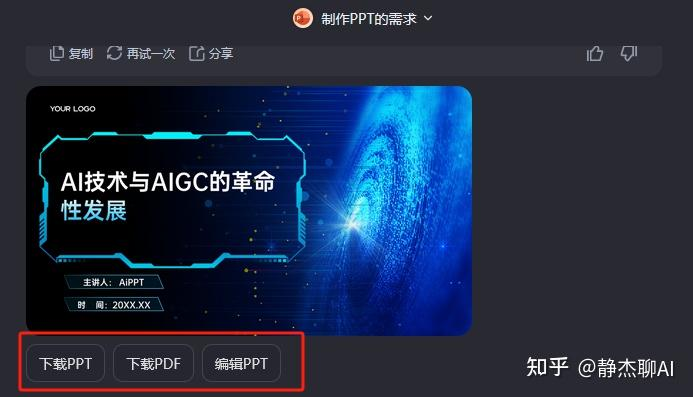 制作PPT的需求
复制 再试一次 分享
YOUR LOGO
AI技术与AIGC的革命
性发展
主讲人： AiPPT
时　间：20XX.XX
下载PPT 下载PDF 编辑PPT
知乎 @静杰聊AI